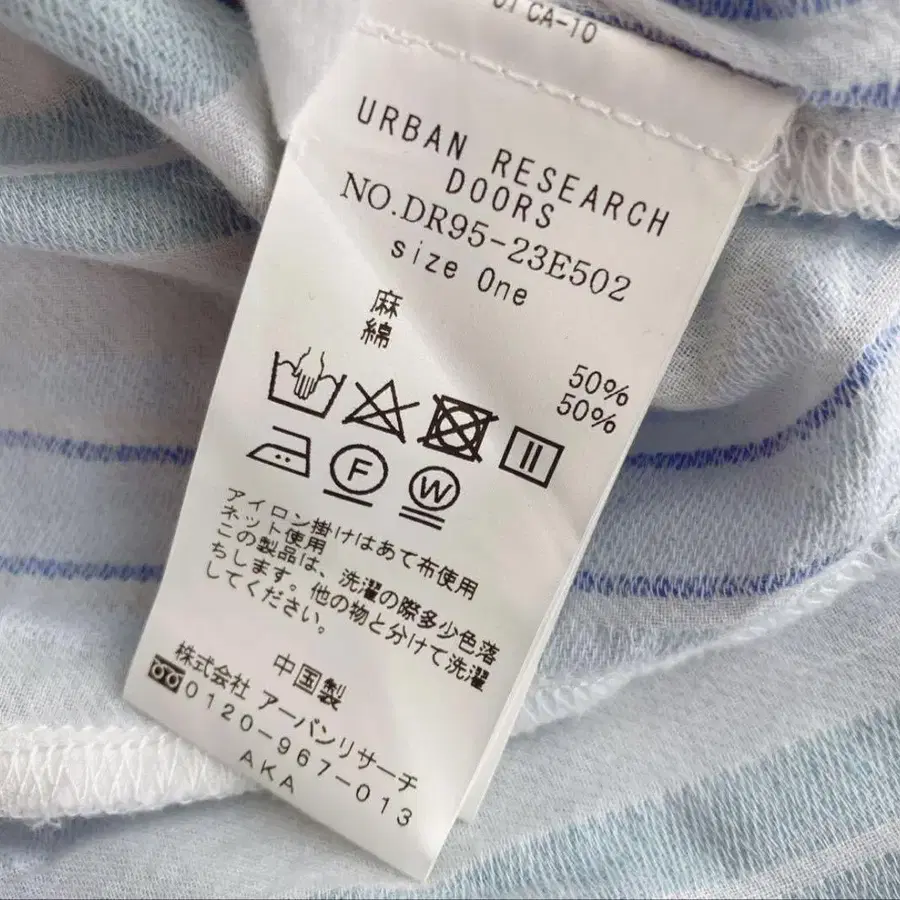 01CA-10
URBAN RESEARCH
DOORS
NO.DR95-23E502
size One
麻 50%
綿 50%
F W
アイロン掛けはあて布使用
ネット使用
この製品は、洗濯の際多少色落
ちします。他の物と分けて洗濯
してください。
中国製
株式会社 アーバンリサーチ
0120-967-013
AKA